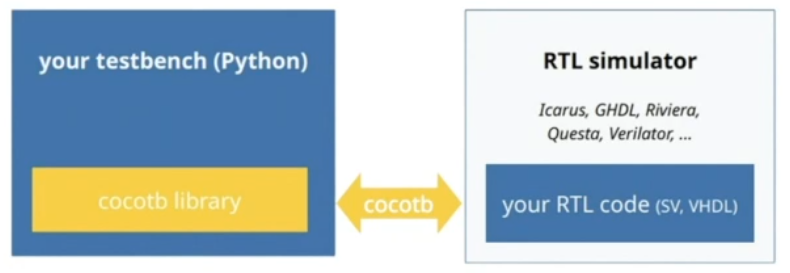 your testbench (Python)
cocotb library
cocotb
RTL simulator
Icarus, GHDL, Riviera,
Questa, Verilator, ...
your RTL code (SV, VHDL)